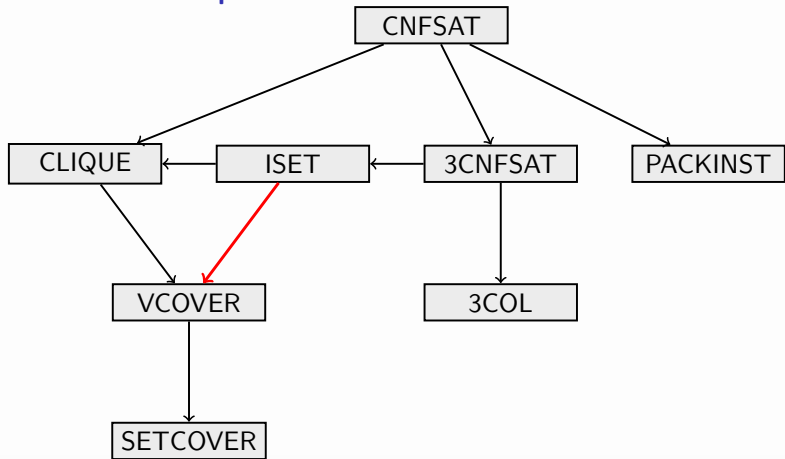 CNFSAT
CLIQUE
ISET
3CNFSAT
PACKINST
VCOVER
3COL
SETCOVER